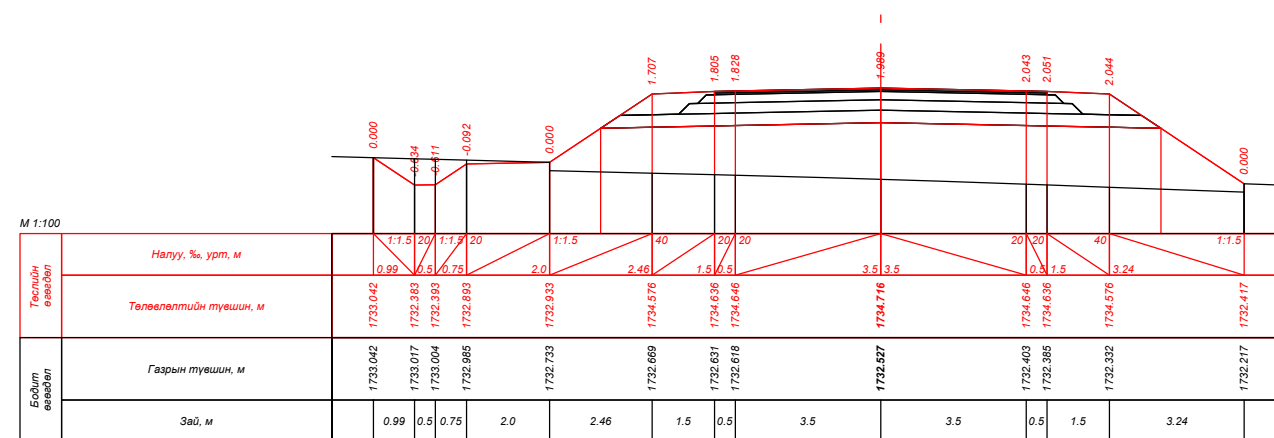 1.707
1.805
1.828
1.989
2.043
2.051
2.044
0.000
-0.634
-0.611
-0.092
0.000
0.000
М 1:100
Төслийн өгөгдөл
Налуу, ‰, урт, м
1:1.5 20 1:1.5 20 1:1.5 40 20 20 20 20 40 1:1.5
0.99 0.5 0.75 2.0 2.46 1.5 0.5 3.5 3.5 0.5 1.5 3.24
Төлөвлөлтийн түвшин, м
1733.042 1732.383 1732.393 1732.893 1732.933 1734.576 1734.636 1734.646 1734.716 1734.646 1734.636 1734.576 1732.417
Бодит өгөгдөл
Газрын түвшин, м
1733.042 1733.017 1733.004 1732.985 1732.733 1732.669 1732.631 1732.618 1732.527 1732.403 1732.385 1732.332 1732.217
Зай, м
0.99 0.5 0.75 2.0 2.46 1.5 0.5 3.5 3.5 0.5 1.5 3.24